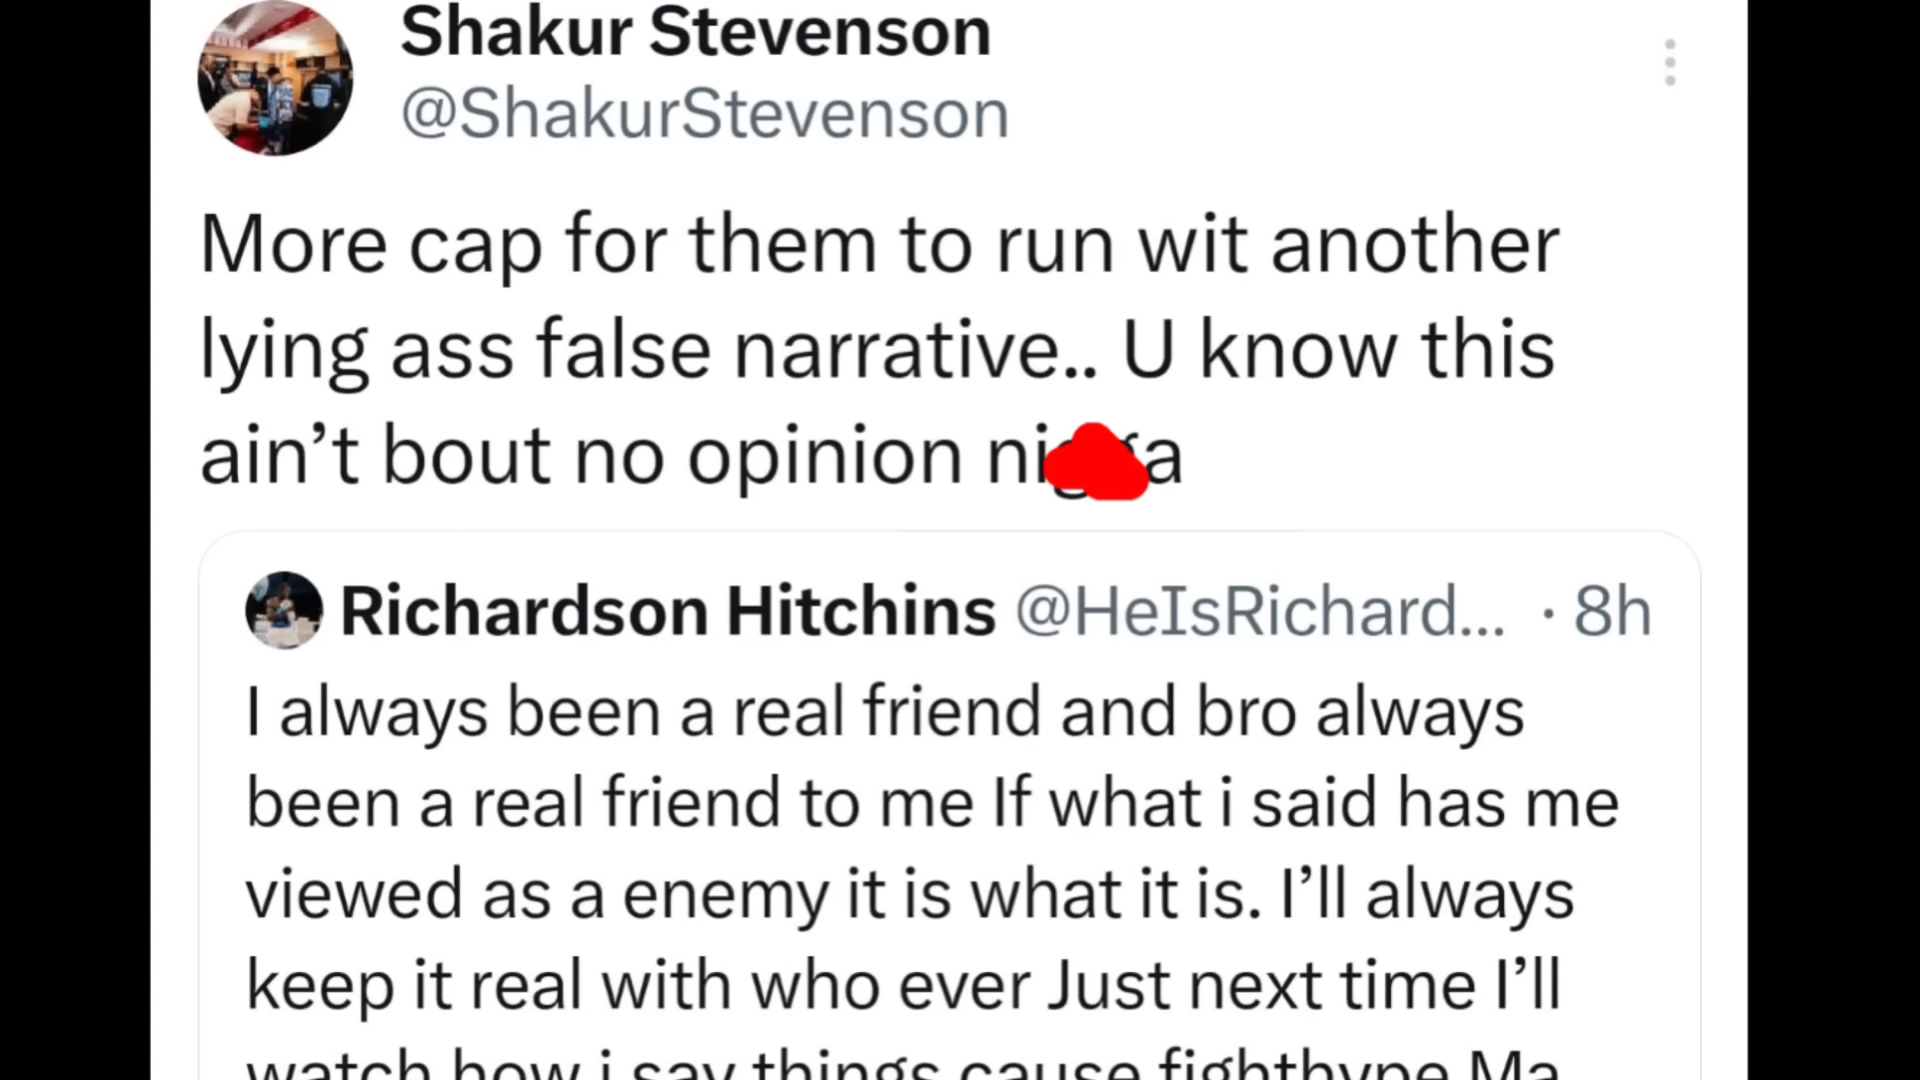 Shakur Stevenson
@ShakurStevenson
More cap for them to run wit another
lying ass false narrative.. U know this
ain’t bout no opinion
Richardson Hitchins @HeIsRichard... · 8h
I always been a real friend and bro always
been a real friend to me If what i said has me
viewed as a enemy it is what it is. I’ll always
keep it real with who ever Just next time I’ll
watch how i say things cause fighthype Ma